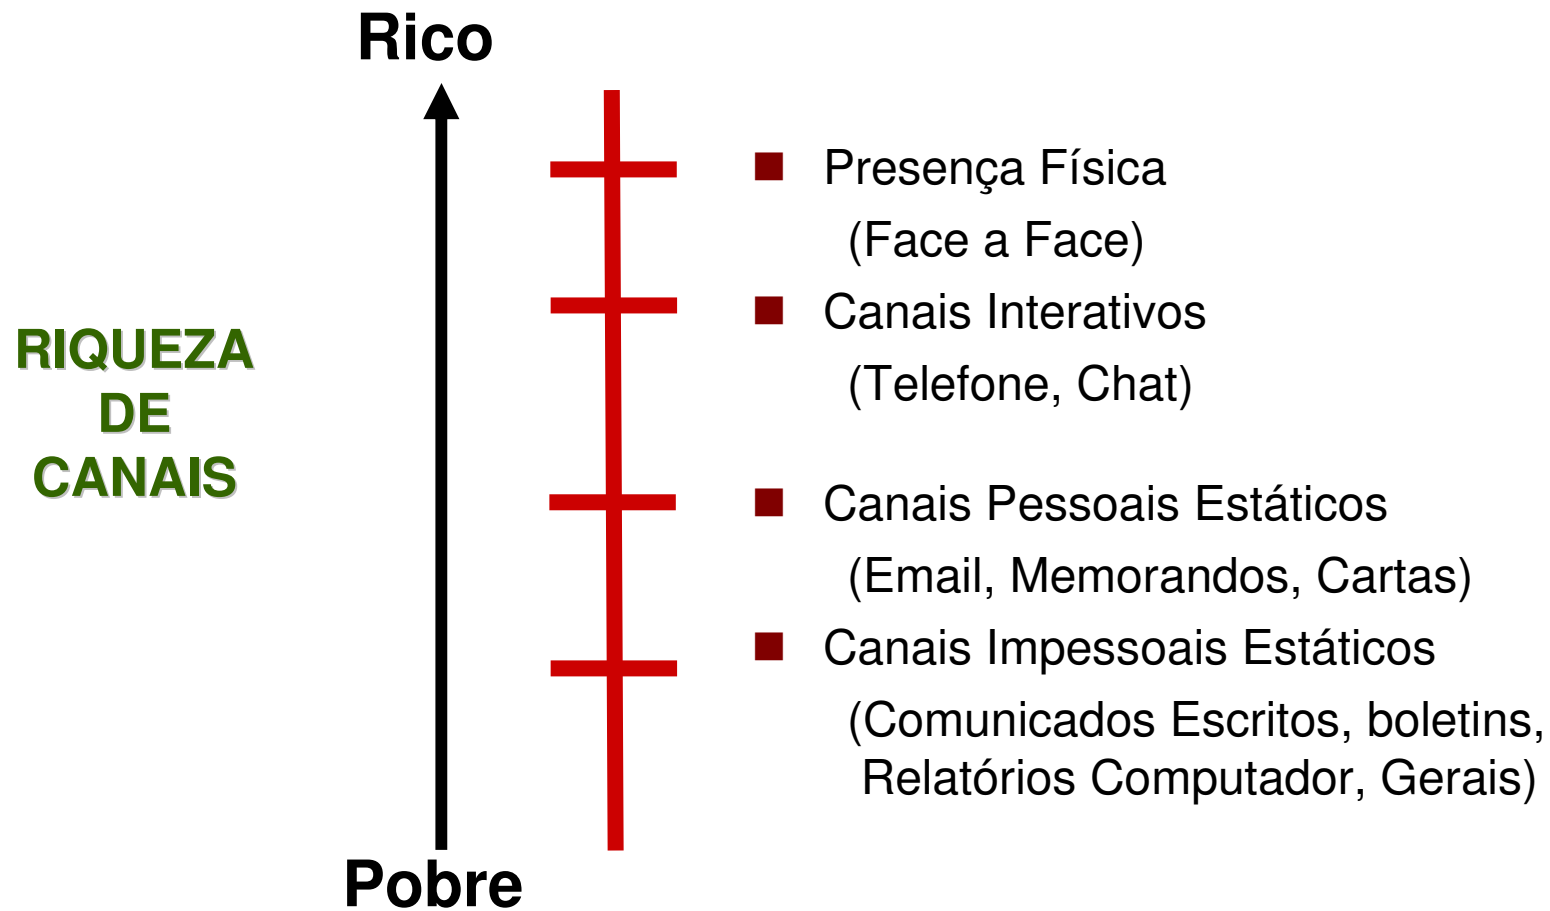 Rico
RIQUEZA
DE
CANAIS
Presença Física
(Face a Face)
Canais Interativos
(Telefone, Chat)
Canais Pessoais Estáticos
(Email, Memorandos, Cartas)
Canais Impessoais Estáticos
(Comunicados Escritos, boletins,
Relatórios Computador, Gerais)
Pobre